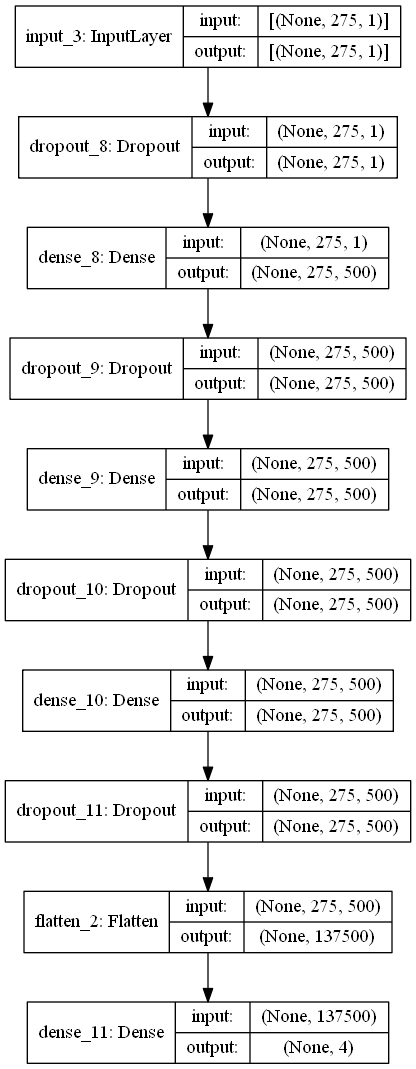 input_3: InputLayer
input: [(None, 275, 1)]
output: [(None, 275, 1)]
dropout_8: Dropout
input: (None, 275, 1)
output: (None, 275, 1)
dense_8: Dense
input: (None, 275, 1)
output: (None, 275, 500)
dropout_9: Dropout
input: (None, 275, 500)
output: (None, 275, 500)
dense_9: Dense
input: (None, 275, 500)
output: (None, 275, 500)
dropout_10: Dropout
input: (None, 275, 500)
output: (None, 275, 500)
dense_10: Dense
input: (None, 275, 500)
output: (None, 275, 500)
dropout_11: Dropout
input: (None, 275, 500)
output: (None, 275, 500)
flatten_2: Flatten
input: (None, 275, 500)
output: (None, 137500)
dense_11: Dense
input: (None, 137500)
output: (None, 4)